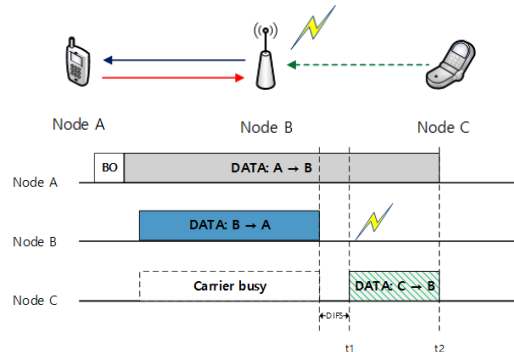 Node A
Node B
Node C
BO
DATA: A → B
Node A
DATA: B → A
Node B
Carrier busy
DATA: C → B
Node C
DIFS
t1
t2